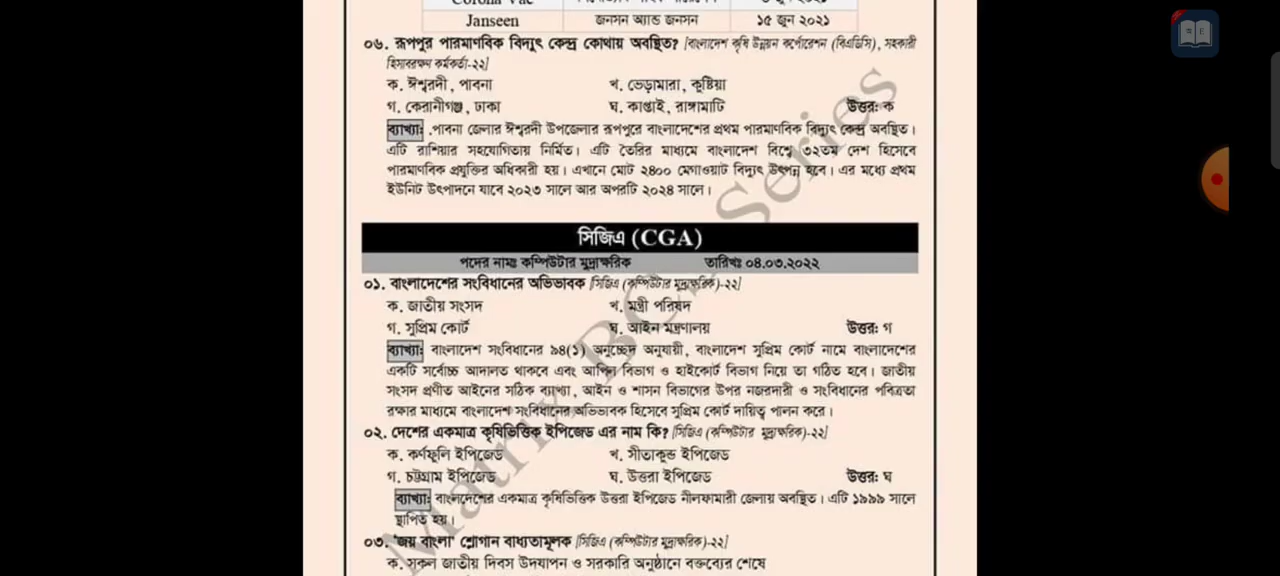 Janseen জনসন অ্যান্ড জনসন ১৫ জুন ২০২১
০৬. রূপপুর পারমাণবিক বিদ্যুৎ কেন্দ্র কোথায় অবস্থিত? [বাংলাদেশ কৃষি উন্নয়ন কর্পোরেশন (বিএডিসি), সহকারী
হিসাবরক্ষণ কর্মকর্তা-২২]
ক. ঈশ্বরদী, পাবনা খ. ভেড়ামারা, কুষ্টিয়া
গ. কেরানীগঞ্জ, ঢাকা ঘ. কাপ্তাই, রাঙ্গামাটি উত্তর: ক
ব্যাখ্যা: .পাবনা জেলার ঈশ্বরদী উপজেলার রূপপুরে বাংলাদেশের প্রথম পারমাণবিক বিদ্যুৎ কেন্দ্র অবস্থিত।
এটি রাশিয়ার সহযোগিতায় নির্মিত। এটি তৈরির মাধ্যমে বাংলাদেশ বিশ্বে ৩২তম দেশ হিসেবে
পারমাণবিক প্রযুক্তির অধিকারী হয়। এখানে মোট ২৪০০ মেগাওয়াট বিদ্যুৎ উৎপন্ন হবে। এর মধ্যে প্রথম
ইউনিট উৎপাদনে যাবে ২০২৩ সালে আর অপরটি ২০২৪ সালে।
সিজিএ (CGA)
পদের নামঃ কম্পিউটার মুদ্রাক্ষরিক তারিখঃ ০৪.০৩.২০২২
০১. বাংলাদেশের সংবিধানের অভিভাবক [সিজিএ (কম্পিউটার মুদ্রাক্ষরিক)-২২]
ক. জাতীয় সংসদ খ. মন্ত্রী পরিষদ
গ. সুপ্রিম কোর্ট ঘ. আইন মন্ত্রণালয় উত্তর: গ
ব্যাখ্যা: বাংলাদেশ সংবিধানের ৯৪(১) অনুচ্ছেদ অনুযায়ী, বাংলাদেশ সুপ্রিম কোর্ট নামে বাংলাদেশের
একটি সর্বোচ্চ আদালত থাকবে এবং আপিল বিভাগ ও হাইকোর্ট বিভাগ নিয়ে তা গঠিত হবে। জাতীয়
সংসদ প্রণীত আইনের সঠিক ব্যাখ্যা, আইন ও শাসন বিভাগের উপর নজরদারী ও সংবিধানের পবিত্রতা
রক্ষার মাধ্যমে বাংলাদেশ সংবিধানের অভিভাবক হিসেবে সুপ্রিম কোর্ট দায়িত্ব পালন করে।
০২. দেশের একমাত্র কৃষিভিত্তিক ইপিজেড এর নাম কি? [সিজিএ (কম্পিউটার মুদ্রাক্ষরিক)-২২]
ক. কর্ণফুলি ইপিজেড খ. সীতাকুন্ড ইপিজেড
গ. চট্টগ্রাম ইপিজেড ঘ. উত্তরা ইপিজেড উত্তর: ঘ
ব্যাখ্যা: বাংলাদেশের একমাত্র কৃষিভিত্তিক উত্তরা ইপিজেড নীলফামারী জেলায় অবস্থিত। এটি ১৯৯৯ সালে
স্থাপিত হয়।
০৩. 'জয় বাংলা' শ্লোগান বাধ্যতামূলক [সিজিএ (কম্পিউটার মুদ্রাক্ষরিক)-২২]
ক. সকল জাতীয় দিবস উদযাপন ও সরকারি অনুষ্ঠানে বক্তব্যের শেষে
Matrix BCS Series